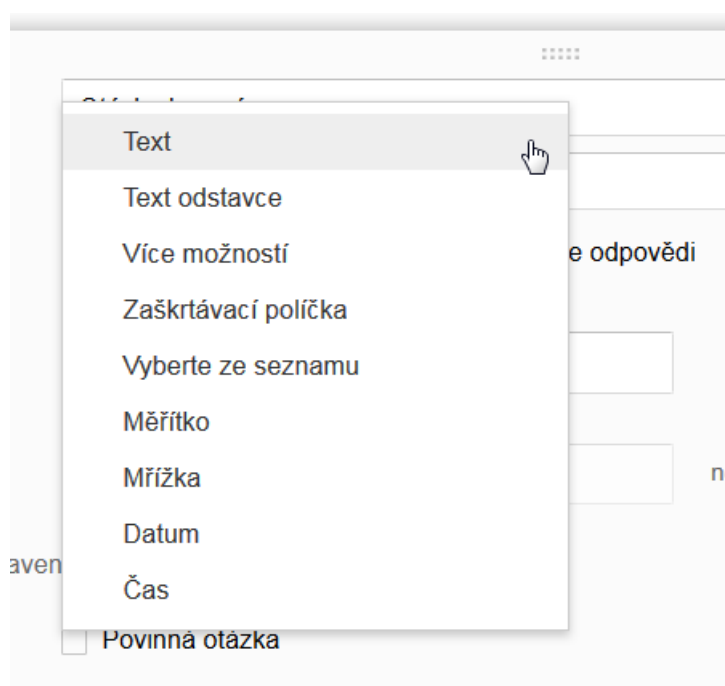 Text
Text odstavce
Více možností
e odpovědi
Zaškrtávací políčka
Vyberte ze seznamu
Měřítko
Mřížka
n
Datum
aven
Čas
Povinná otázka